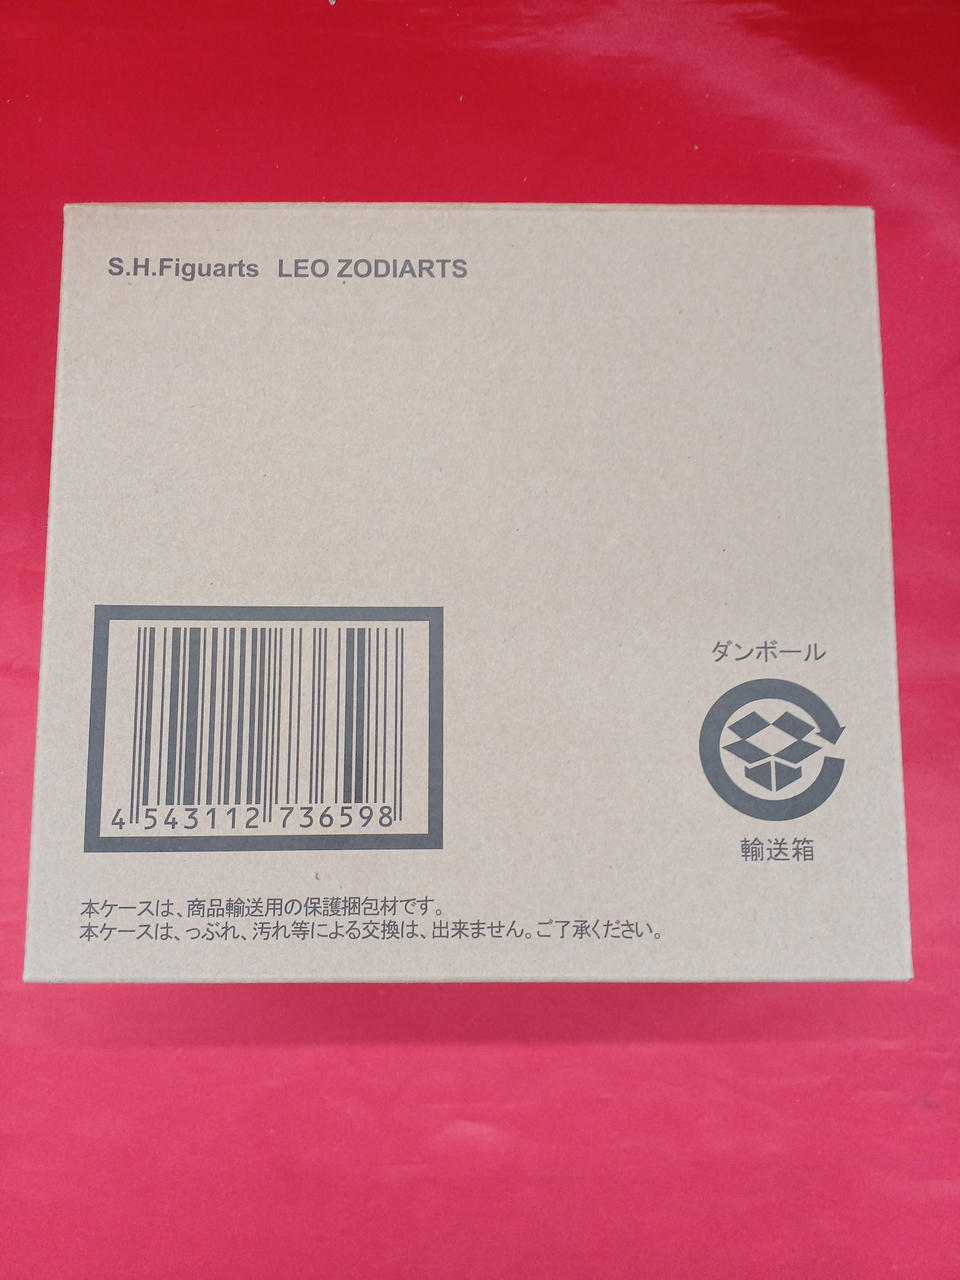 S.H.Figuarts LEO ZODIARTS
ダンボール
4 543112 736598
輸送箱
本ケースは、商品輸送用の保護捆包材です。
本ケースは、つぶれ、汚れ等による交換は、出来ません。ご了承ください。